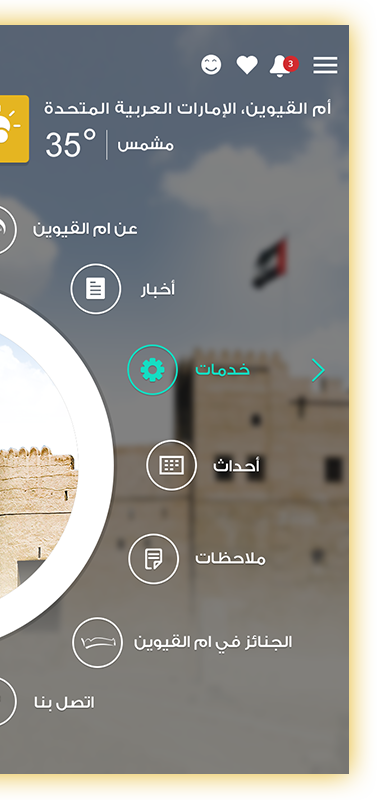 3
أم القيوين، الإمارات العربية المتحدة
مشمس 35°
عن ام القيوين
أخبار
خدمات
أحداث
ملاحظات
الجنائز في ام القيوين
اتصل بنا